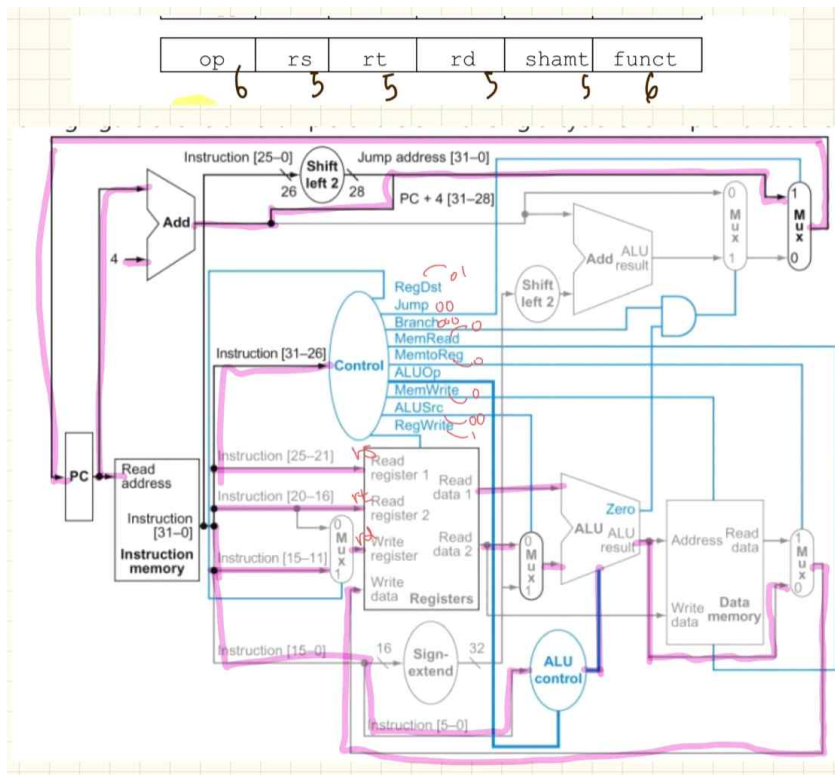 op rs rt rd shamt funct
6 5 5 5 5 6
Instruction [25–0] Shift left 2 Jump address [31–0]
26 28
PC + 4 [31–28]
Add
4
0 M u x 1
1 M u x 0
Add ALU result
Shift left 2
RegDst 01
Jump 00
Branch
MemRead 0
MemtoReg 0
ALUOp
MemWrite 0
ALUSrc 00
RegWrite 1
Instruction [31–26] Control
PC
Read address
Instruction [31–0]
Instruction memory
Instruction [25–21] rs
Instruction [20–16] rt
Instruction [15–11] rd
0 M u x 1
Read register 1
Read register 2
Write register
Write data
Read data 1
Read data 2
Registers
0 M u x 1
Zero
ALU ALU result
Address Read data
Write data Data memory
1 M u x 0
Instruction [15–0] 16 Sign-extend 32
ALU control
Instruction [5–0]